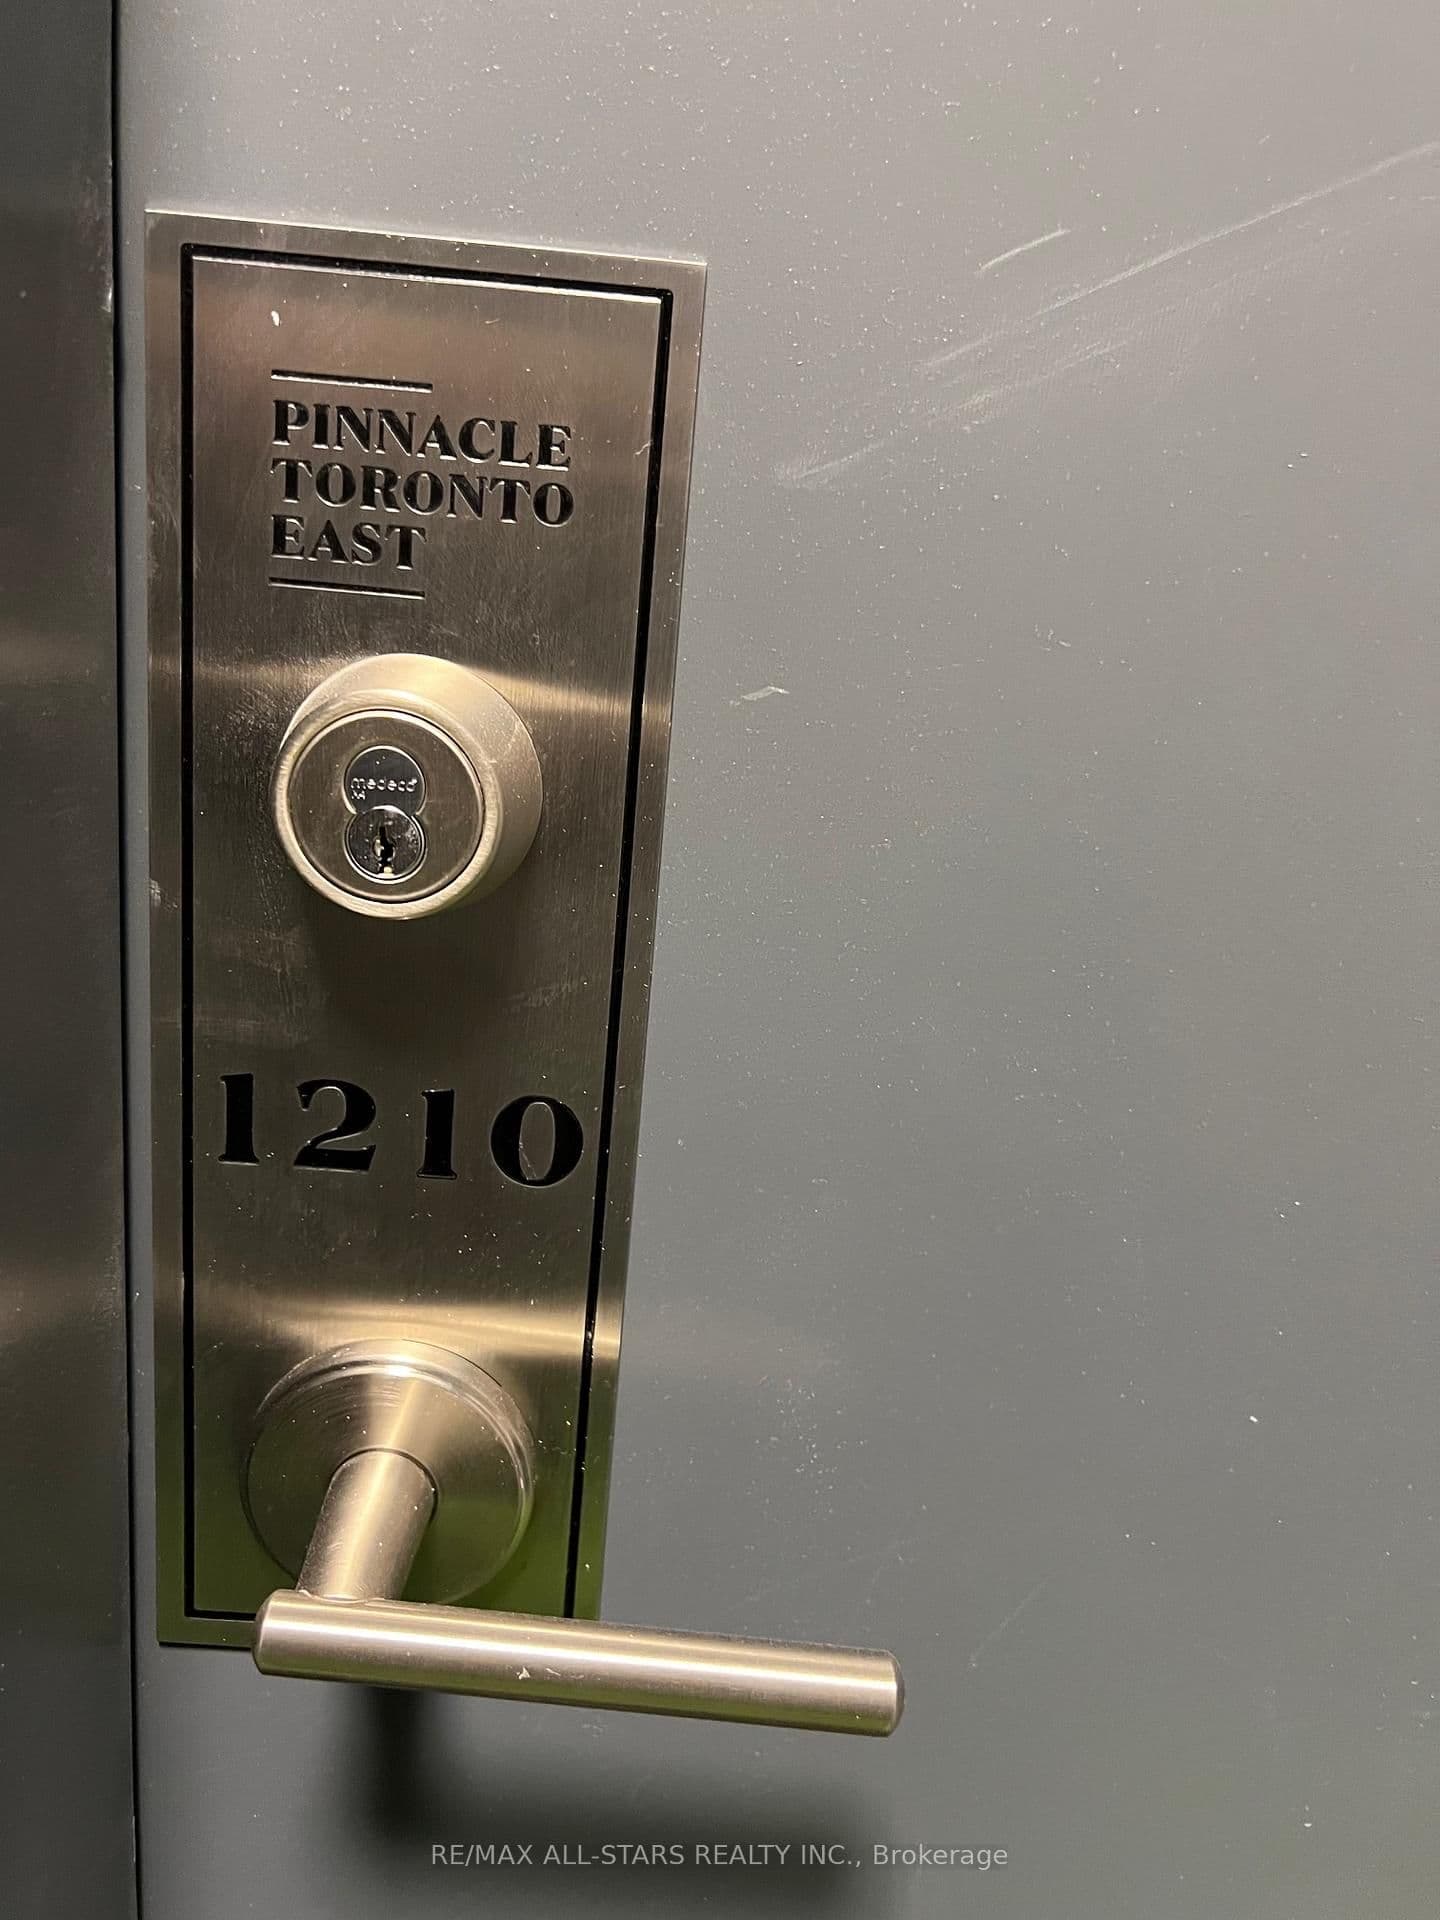 PINNACLE
TORONTO
EAST
medeco
1210
RE/MAX ALL-STARS REALTY INC., Brokerage